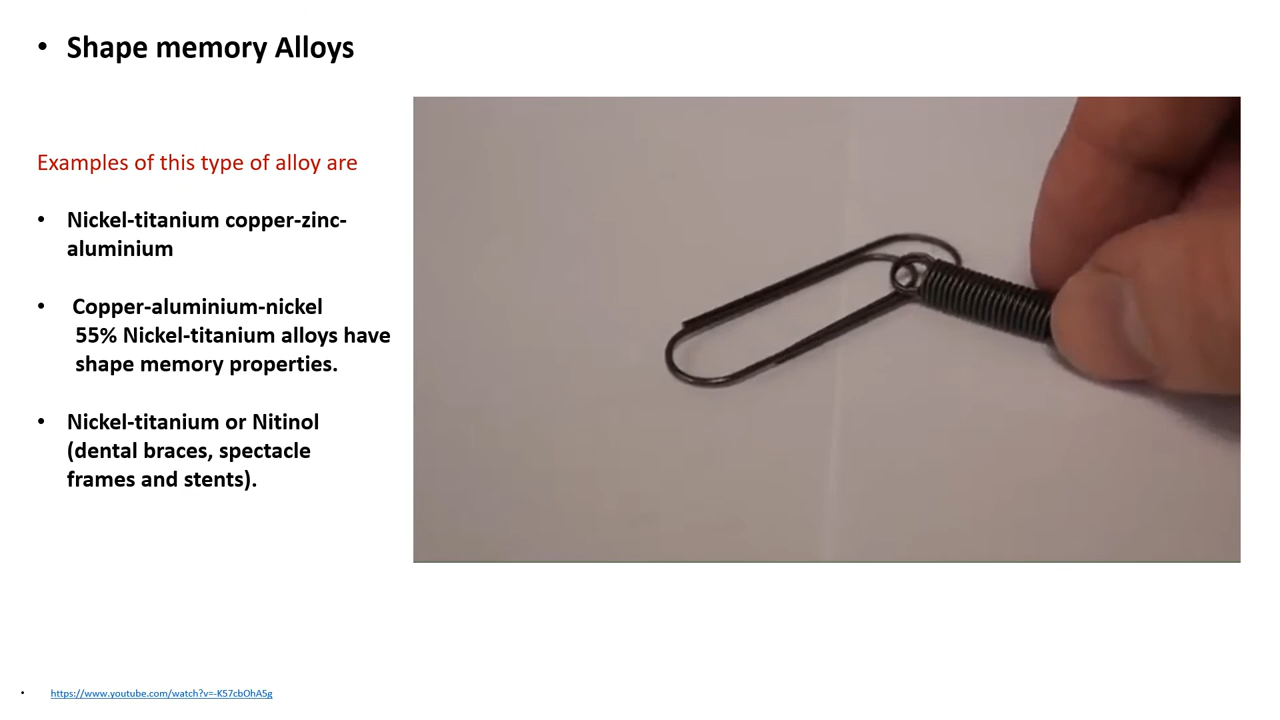 • Shape memory Alloys
Examples of this type of alloy are
• Nickel-titanium copper-zinc-
aluminium
• Copper-aluminium-nickel
55% Nickel-titanium alloys have
shape memory properties.
• Nickel-titanium or Nitinol
(dental braces, spectacle
frames and stents).
• https://www.youtube.com/watch?v=-K57cbOhA5g